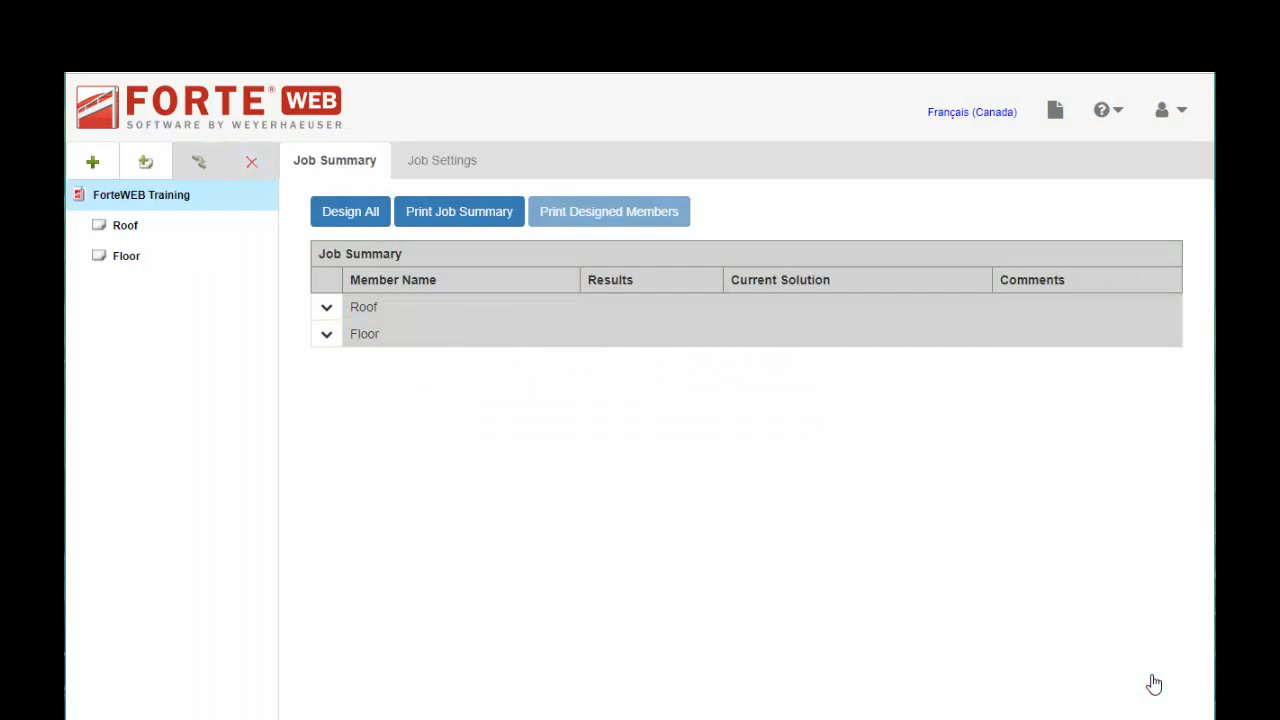 FORTE® WEB
SOFTWARE BY WEYERHAEUSER
Français (Canada)
Job Summary
Job Settings
ForteWEB Training
Roof
Floor
Design All
Print Job Summary
Print Designed Members
Job Summary
Member Name
Results
Current Solution
Comments
Roof
Floor